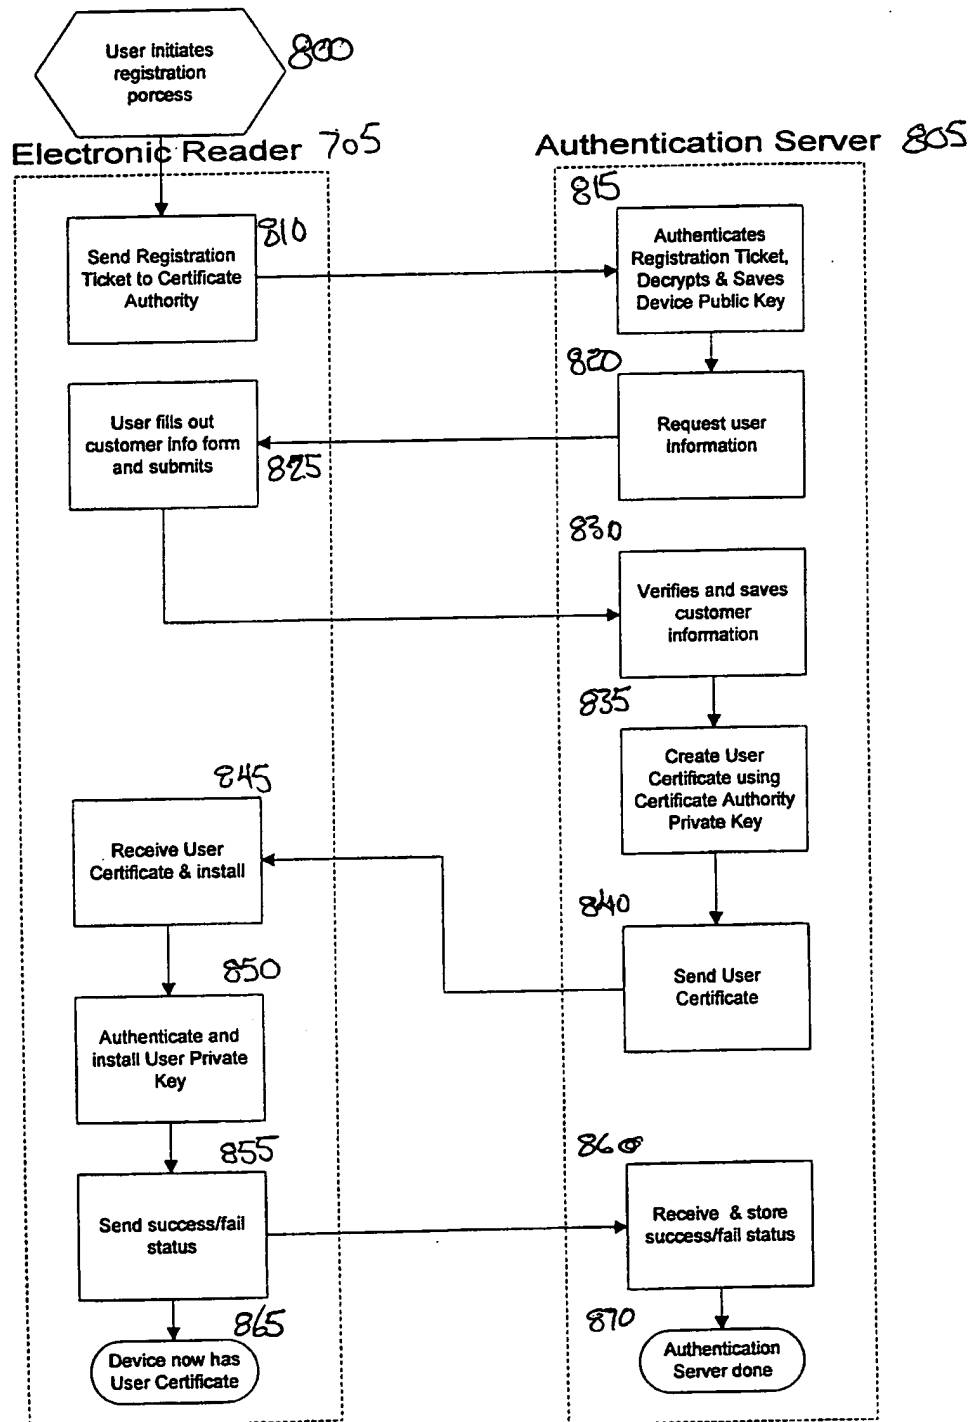 User initiates
registration
porcess
800
Electronic Reader 705
Authentication Server 805
810
Send Registration
Ticket to Certificate
Authority
815
Authenticates
Registration Ticket,
Decrypts & Saves
Device Public Key
820
Request user
information
User fills out
customer info form
and submits
825
830
Verifies and saves
customer
information
835
Create User
Certificate using
Certificate Authority
Private Key
840
Send User
Certificate
845
Receive User
Certificate & install
850
Authenticate and
install User Private
Key
855
Send success/fail
status
860
Receive & store
success/fail status
865
Device now has
User Certificate
870
Authentication
Server done